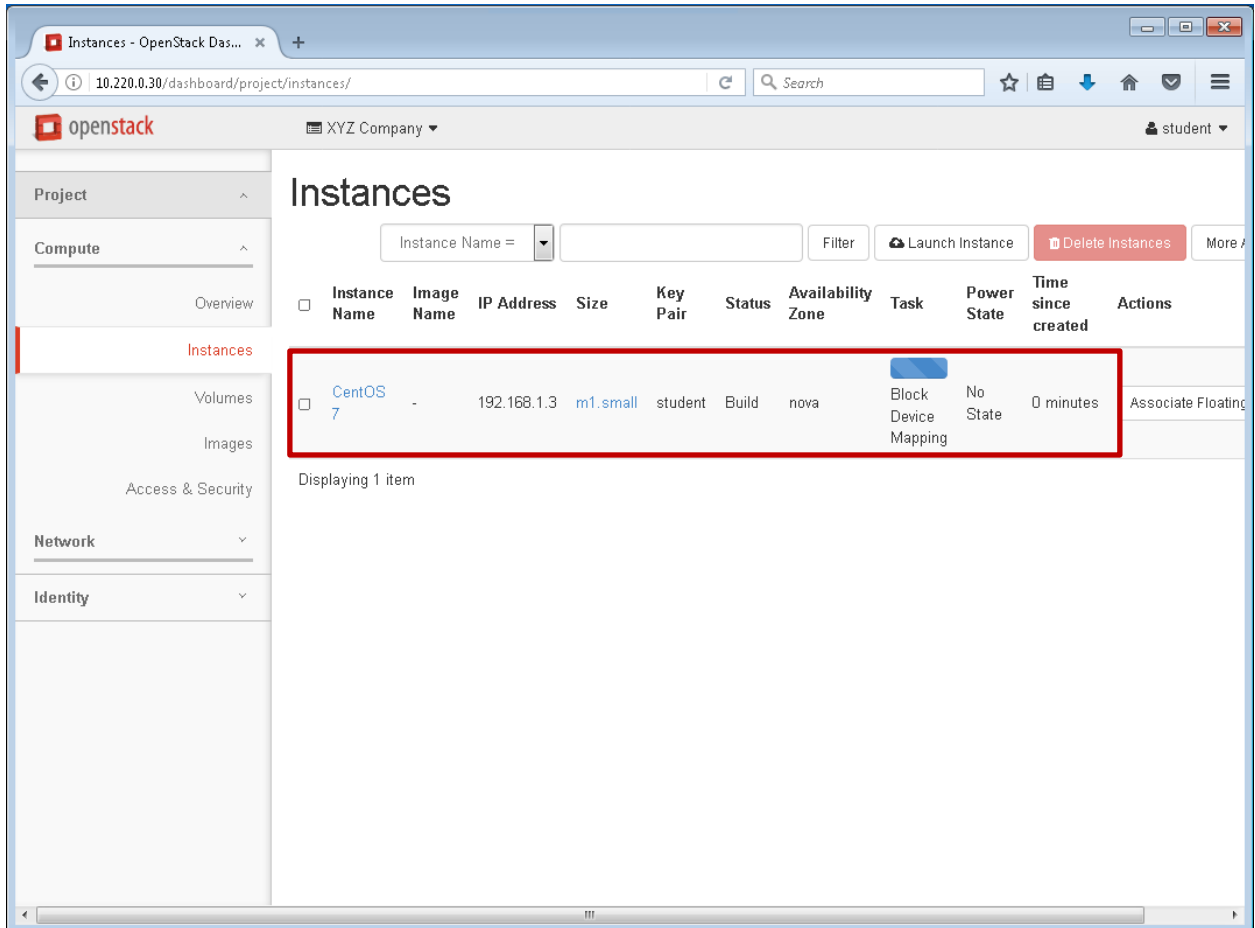 Instances - OpenStack Das... × +
10.220.0.30/dashboard/project/instances/ Search
openstack XYZ Company student
Project
Compute
Overview
Instances
Volumes
Images
Access & Security
Network
Identity
Instances
Instance Name = Filter Launch Instance Delete Instances More A
Instance Name Image Name IP Address Size Key Pair Status Availability Zone Task Power State Time since created Actions
CentOS 7 - 192.168.1.3 m1.small student Build nova Block Device Mapping No State 0 minutes Associate Floating
Displaying 1 item